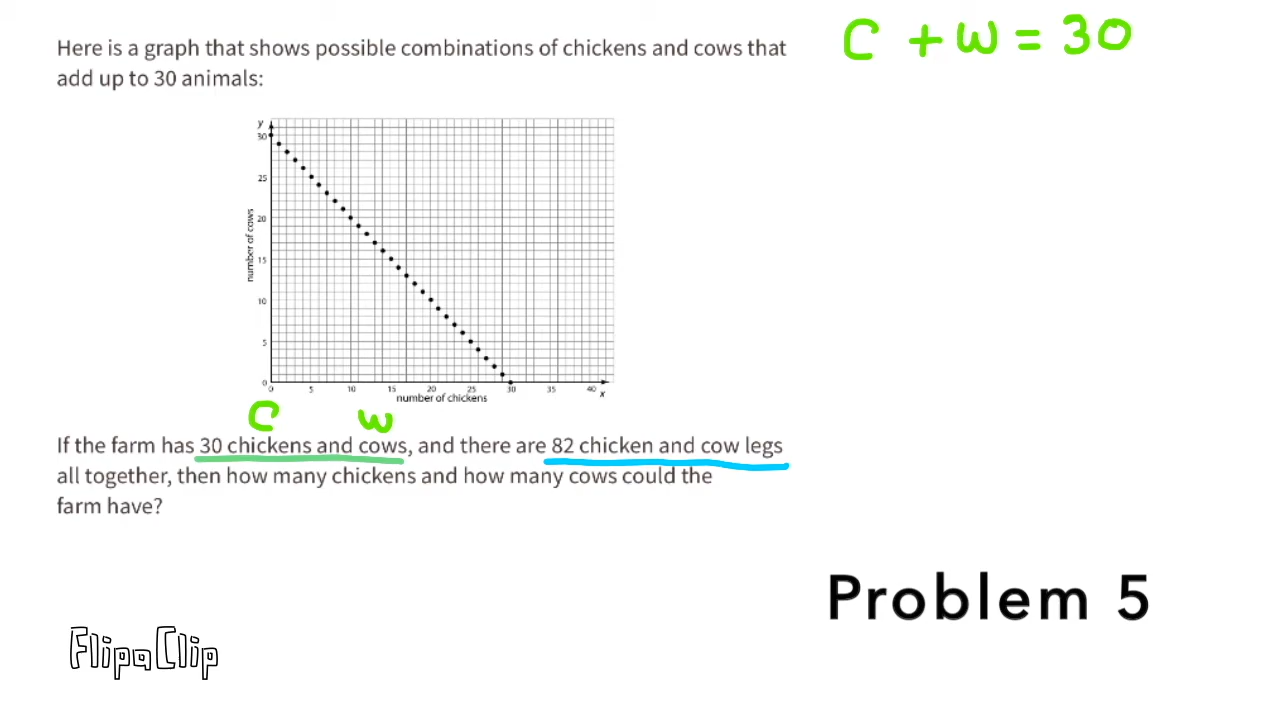 Here is a graph that shows possible combinations of chickens and cows that
add up to 30 animals:
C + W = 30
y
30
25
20
15
10
5
0
number of cows
0 5 10 15 20 25 30 35 40 x
number of chickens
C W
If the farm has 30 chickens and cows, and there are 82 chicken and cow legs
all together, then how many chickens and how many cows could the
farm have?
Problem 5
FlipaClip